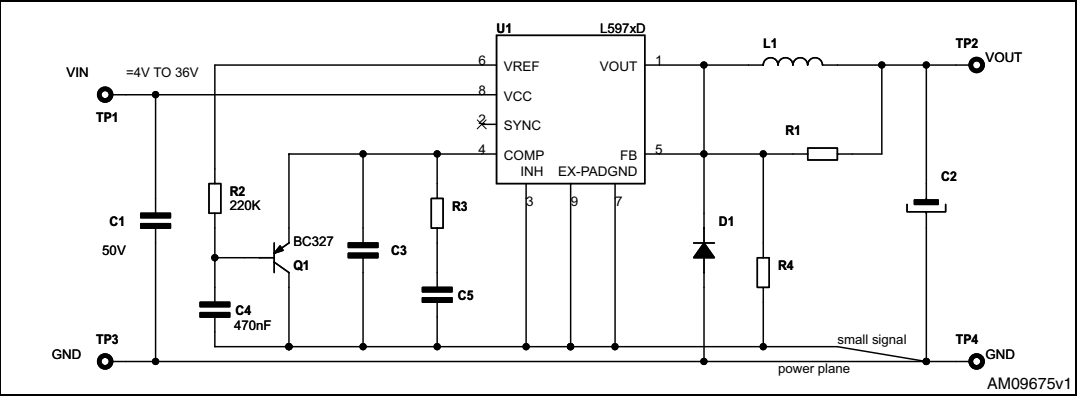 U1
L597xD
VIN
=4V TO 36V
TP1
6
VREF
8
VCC
2
SYNC
4
COMP
INH
EX-PADGND
VOUT
1
FB
5
3
9
7
L1
TP2
VOUT
R1
R2
220K
C1
50V
BC327
Q1
C3
R3
C5
C4
470nF
D1
R4
C2
TP3
GND
small signal
power plane
TP4
GND
AM09675v1